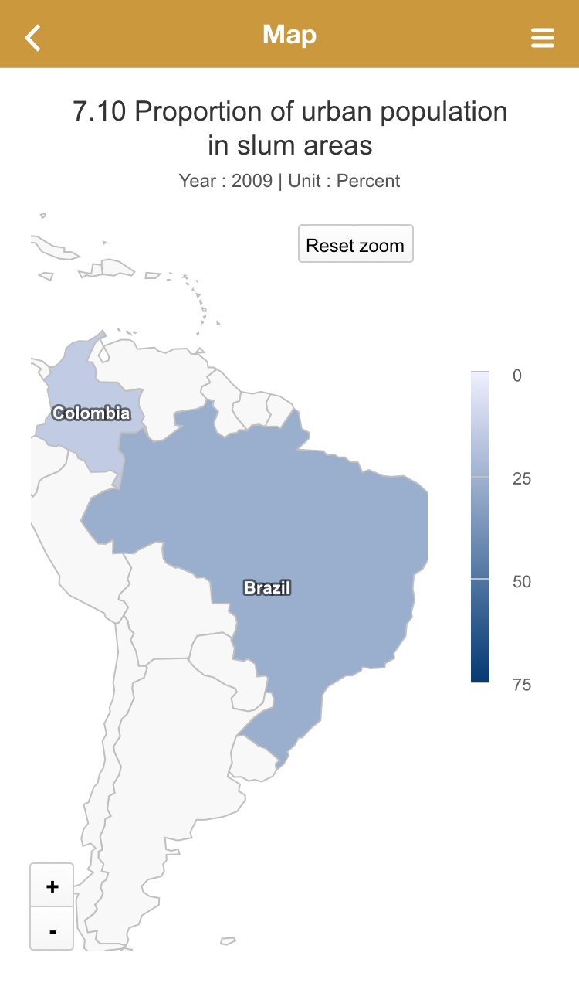 Map
7.10 Proportion of urban population
in slum areas
Year : 2009 | Unit : Percent
Reset zoom
0
Colombia
25
50
Brazil
75
+
-